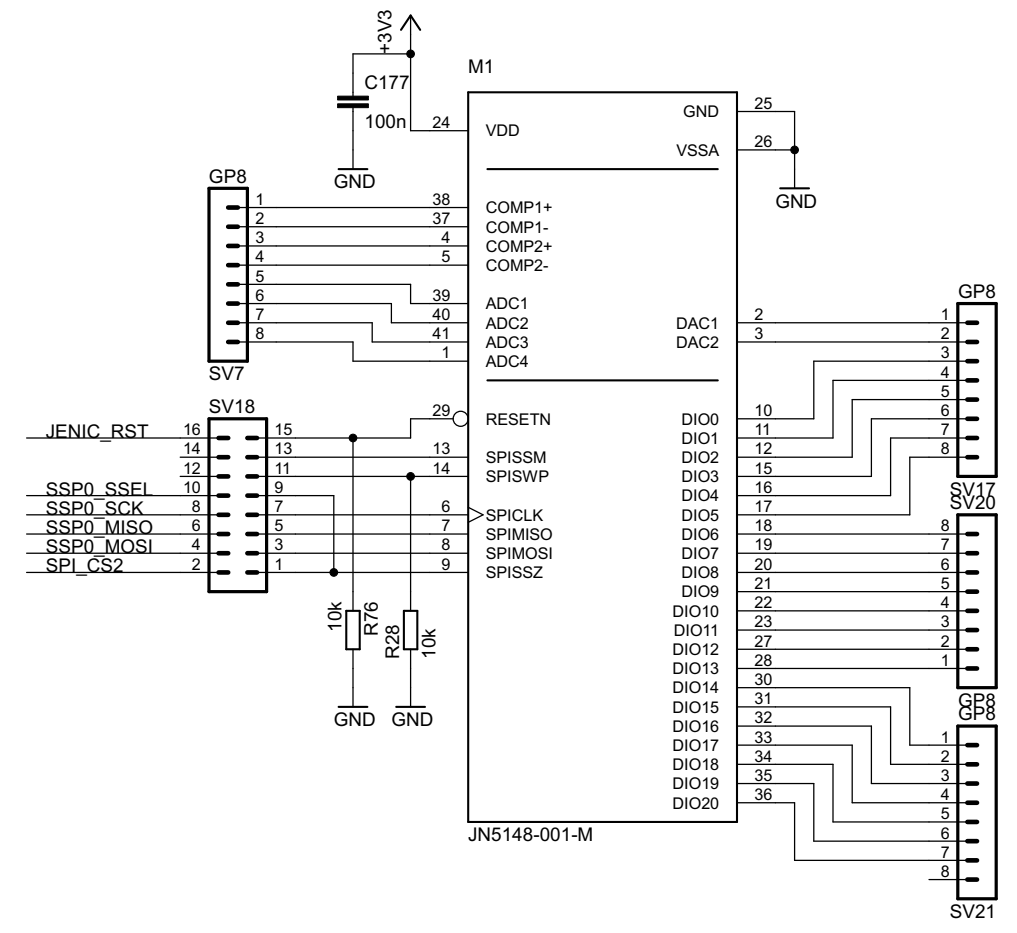 +3V3
M1
C177
100n
GND
24 VDD
GND 25
VSSA 26
GND
GP8
1 38 COMP1+
2 37 COMP1-
3 4 COMP2+
4 5 COMP2-
5 39 ADC1
6 40 ADC2
7 41 ADC3
8 1 ADC4
SV7
DAC1 2
DAC2 3
GP8
1
2
3
4
5
6
7
8
SV17
SV18
JENIC_RST 16 15 29 RESETN
14 13 13 SPISSM
12 11 14 SPISWP
SSP0_SSEL 10 9
SSP0_SCK 8 7 6 SPICLK
SSP0_MISO 6 5 7 SPIMISO
SSP0_MOSI 4 3 8 SPIMOSI
SPI_CS2 2 1 9 SPISSZ
10k R76
R28 10k
GND GND
DIO0 10
DIO1 11
DIO2 12
DIO3 15
DIO4 16
DIO5 17
SV20
DIO6 18 8
DIO7 19 7
DIO8 20 6
DIO9 21 5
DIO10 22 4
DIO11 23 3
DIO12 27 2
DIO13 28 1
GP8
DIO14 30
DIO15 31
DIO16 32
DIO17 33
DIO18 34
DIO19 35
DIO20 36
GP8
1
2
3
4
5
6
7
8
SV21
JN5148-001-M